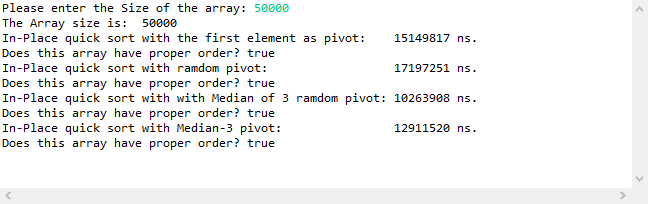 Please enter the Size of the array: 50000
The Array size is:  50000
In-Place quick sort with the first element as pivot:    15149817 ns.
Does this array have proper order? true
In-Place quick sort with ramdom pivot:                  17197251 ns.
Does this array have proper order? true
In-Place quick sort with with Median of 3 ramdom pivot: 10263908 ns.
Does this array have proper order? true
In-Place quick sort with Median-3 pivot:                12911520 ns.
Does this array have proper order? true